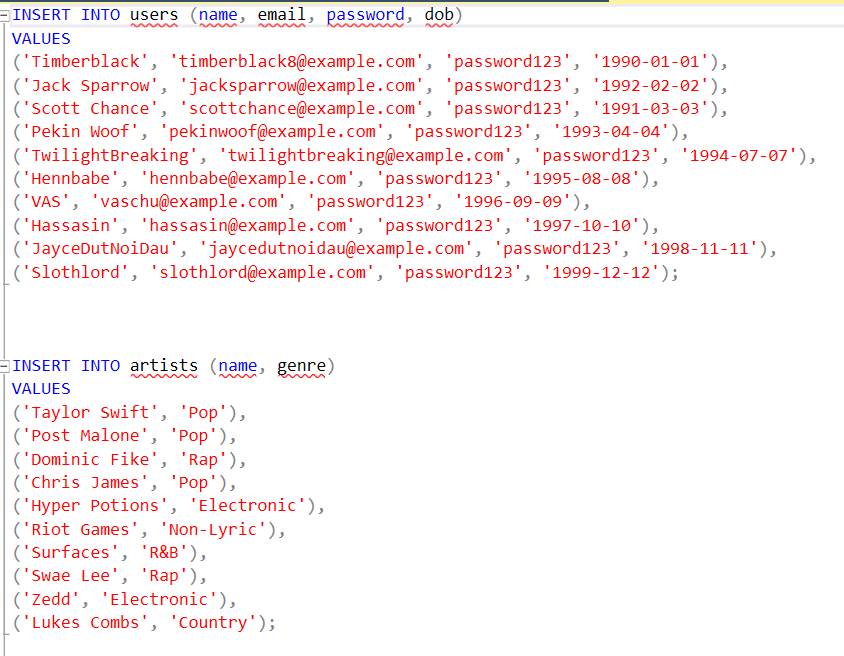 INSERT INTO users (name, email, password, dob)
VALUES
('Timberblack', 'timberblack8@example.com', 'password123', '1990-01-01'),
('Jack Sparrow', 'jacksparrow@example.com', 'password123', '1992-02-02'),
('Scott Chance', 'scottchance@example.com', 'password123', '1991-03-03'),
('Pekin Woof', 'pekinwoof@example.com', 'password123', '1993-04-04'),
('TwilightBreaking', 'twilightbreaking@example.com', 'password123', '1994-07-07'),
('Hennbabe', 'hennbabe@example.com', 'password123', '1995-08-08'),
('VAS', 'vaschu@example.com', 'password123', '1996-09-09'),
('Hassasin', 'hassasin@example.com', 'password123', '1997-10-10'),
('JayceDutNoiDau', 'jaycedutnoidau@example.com', 'password123', '1998-11-11'),
('Slothlord', 'slothlord@example.com', 'password123', '1999-12-12');
INSERT INTO artists (name, genre)
VALUES
('Taylor Swift', 'Pop'),
('Post Malone', 'Pop'),
('Dominic Fike', 'Rap'),
('Chris James', 'Pop'),
('Hyper Potions', 'Electronic'),
('Riot Games', 'Non-Lyric'),
('Surfaces', 'R&B'),
('Swae Lee', 'Rap'),
('Zedd', 'Electronic'),
('Lukes Combs', 'Country');